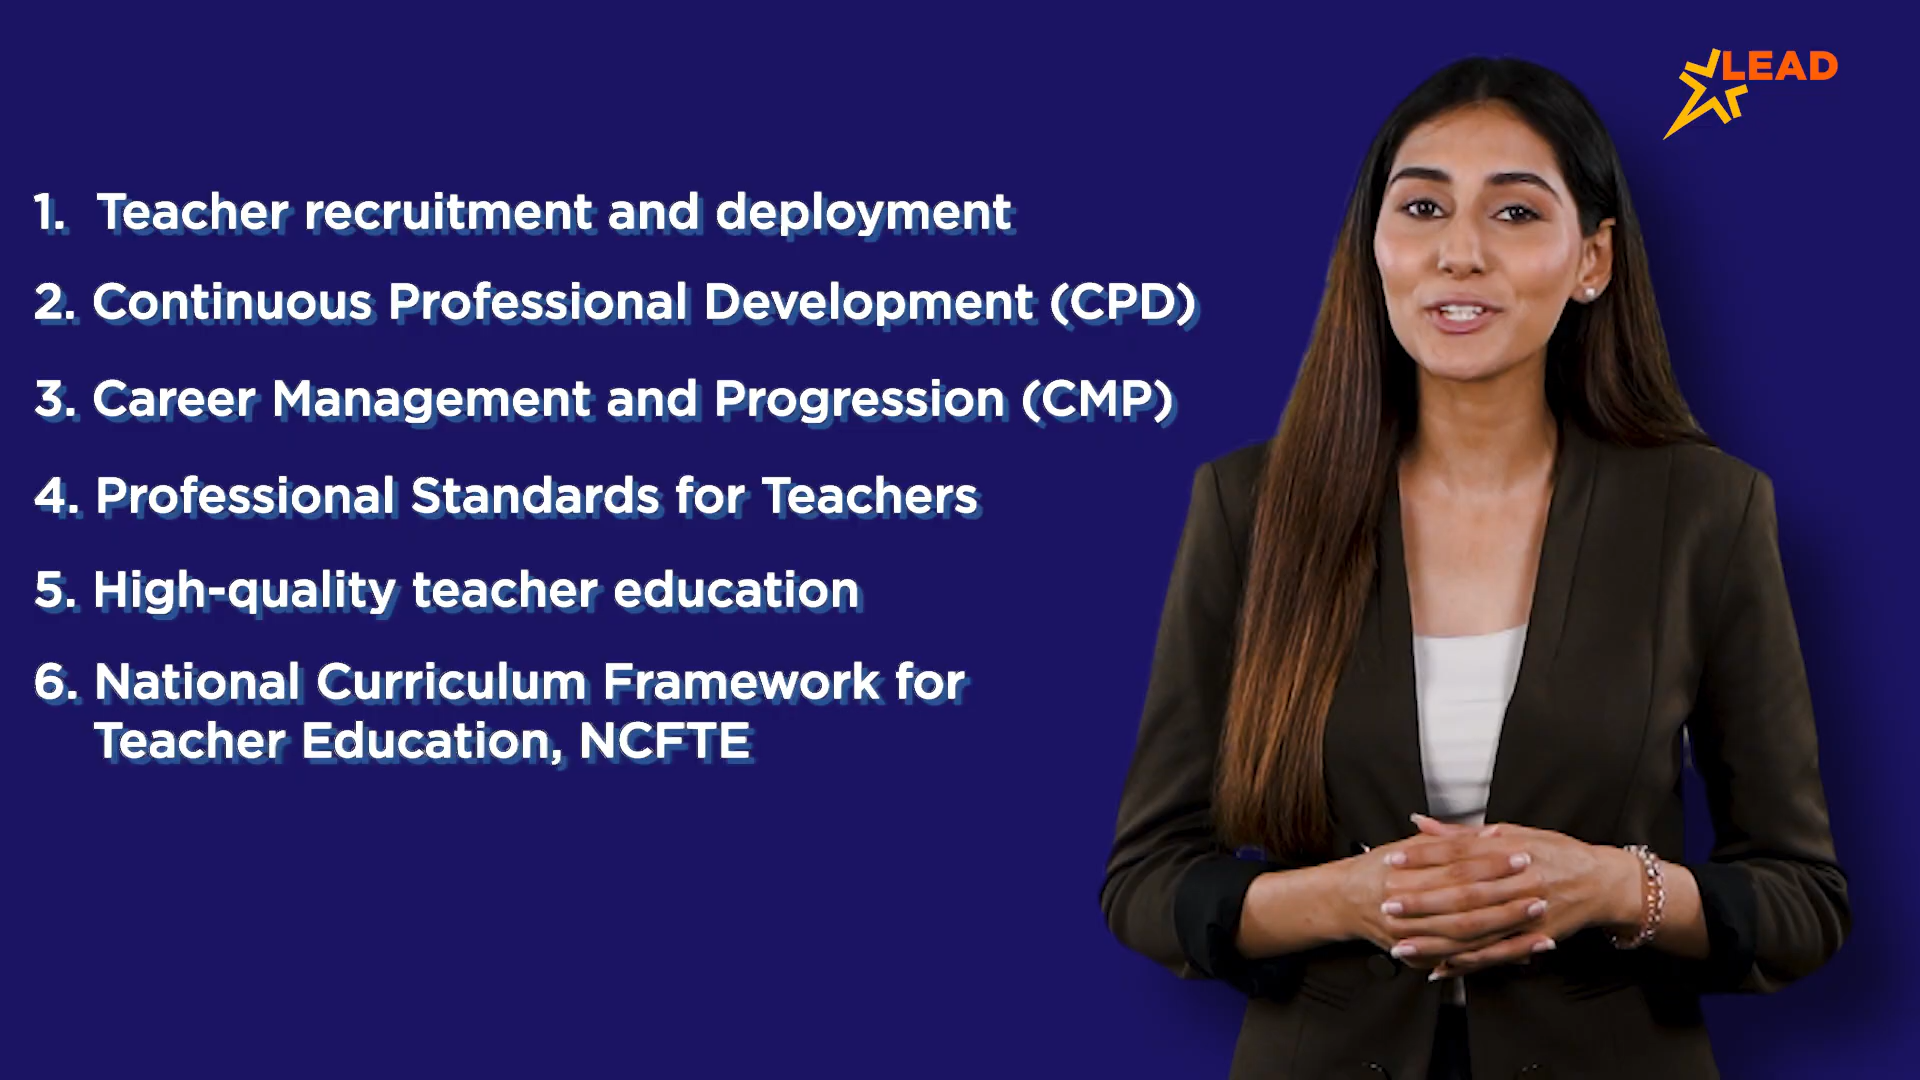 LEAD
1. Teacher recruitment and deployment
2. Continuous Professional Development (CPD)
3. Career Management and Progression (CMP)
4. Professional Standards for Teachers
5. High-quality teacher education
6. National Curriculum Framework for
Teacher Education, NCFTE